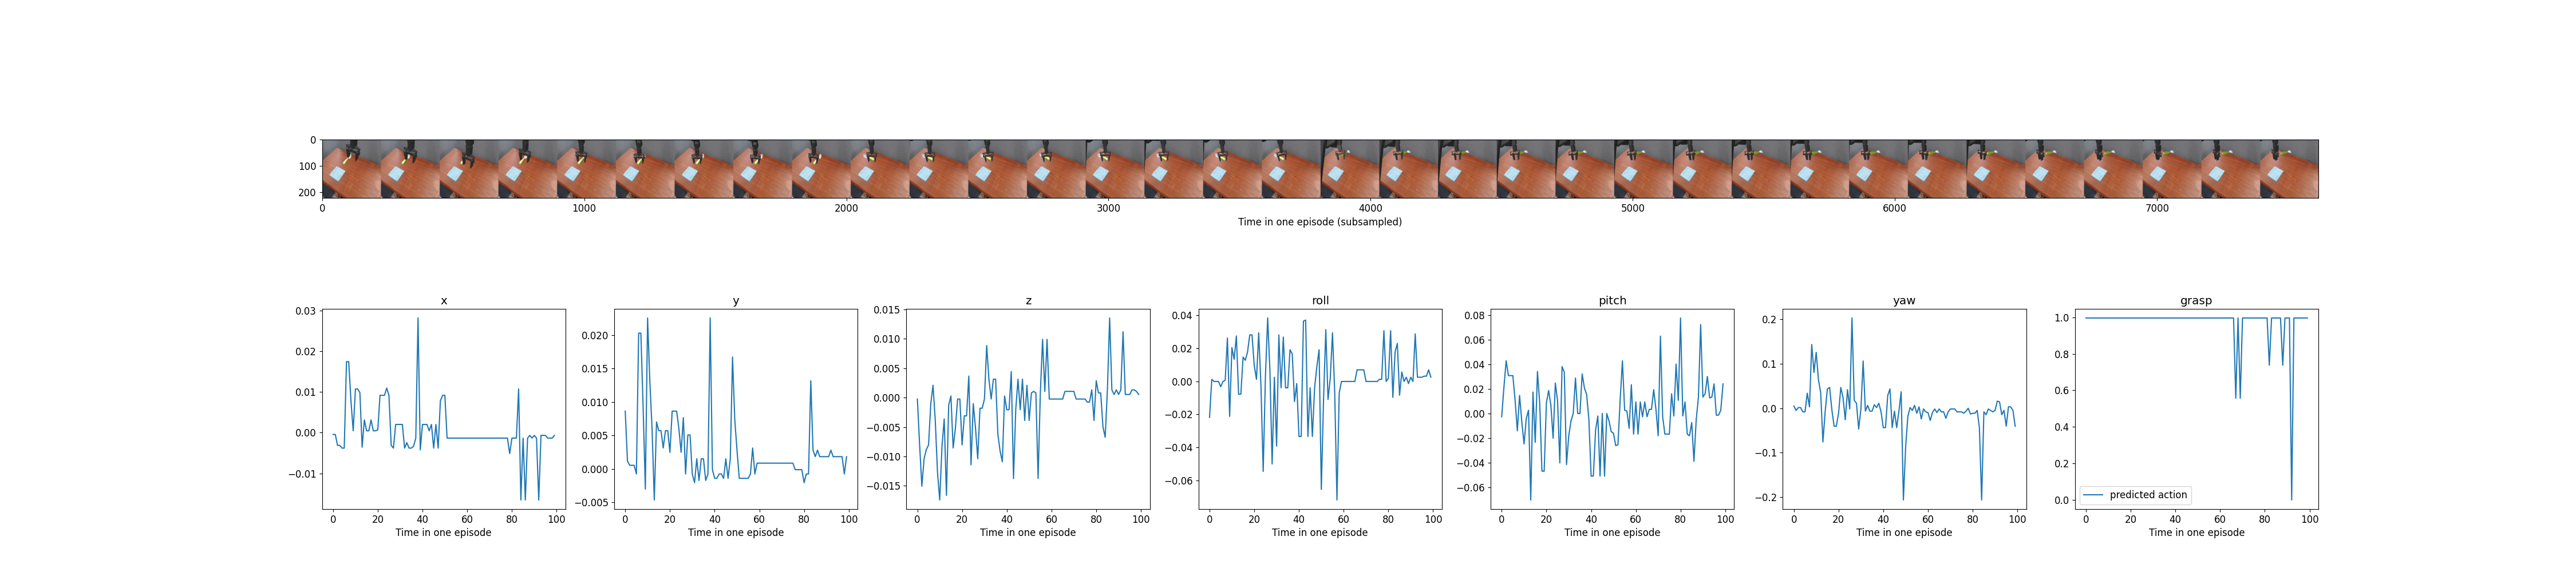 0
100
200
0 1000 2000 3000 4000 5000 6000 7000
Time in one episode (subsampled)
x
0.03
0.02
0.01
0.00
−0.01
0 20 40 60 80 100
Time in one episode
y
0.020
0.015
0.010
0.005
0.000
−0.005
0 20 40 60 80 100
Time in one episode
z
0.015
0.010
0.005
0.000
−0.005
−0.010
−0.015
0 20 40 60 80 100
Time in one episode
roll
0.04
0.02
0.00
−0.02
−0.04
−0.06
0 20 40 60 80 100
Time in one episode
pitch
0.08
0.06
0.04
0.02
0.00
−0.02
−0.04
−0.06
0 20 40 60 80 100
Time in one episode
yaw
0.2
0.1
0.0
−0.1
−0.2
0 20 40 60 80 100
Time in one episode
grasp
1.0
0.8
0.6
0.4
0.2
0.0
predicted action
0 20 40 60 80 100
Time in one episode